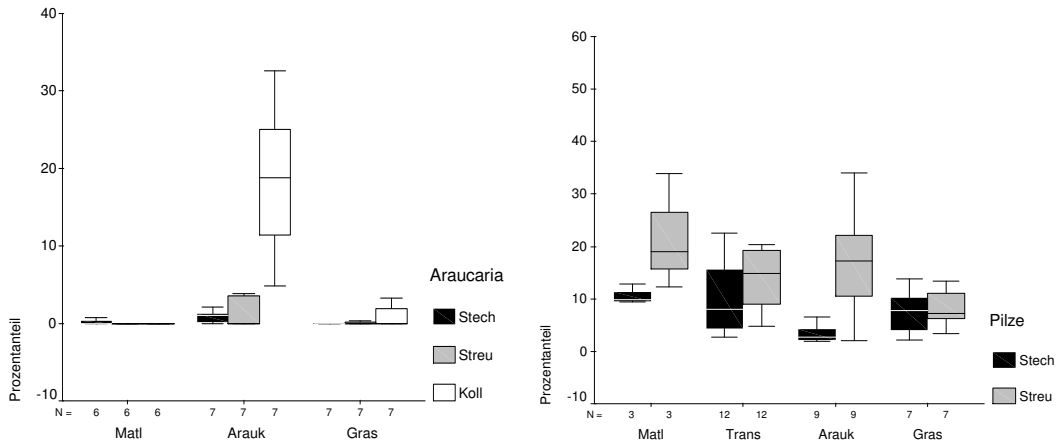 40
30
20
10
0
-10
Prozentanteil
N = 6 6 6 7 7 7 7 7 7
Matl Arauk Gras
Araucaria
Stech
Streu
Koll
60
50
40
30
20
10
0
-10
Prozentanteil
N = 3 3 12 12 9 9 7 7
Matl Trans Arauk Gras
Pilze
Stech
Streu